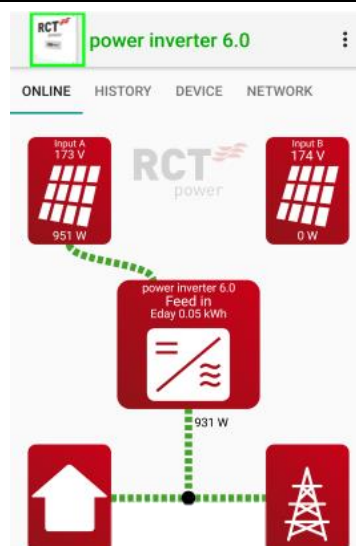 RCT
power inverter 6.0
ONLINE HISTORY DEVICE NETWORK
Input A
173 V
951 W
RCT
power
Input B
174 V
0 W
power inverter 6.0
Feed in
Eday 0.05 kWh
931 W